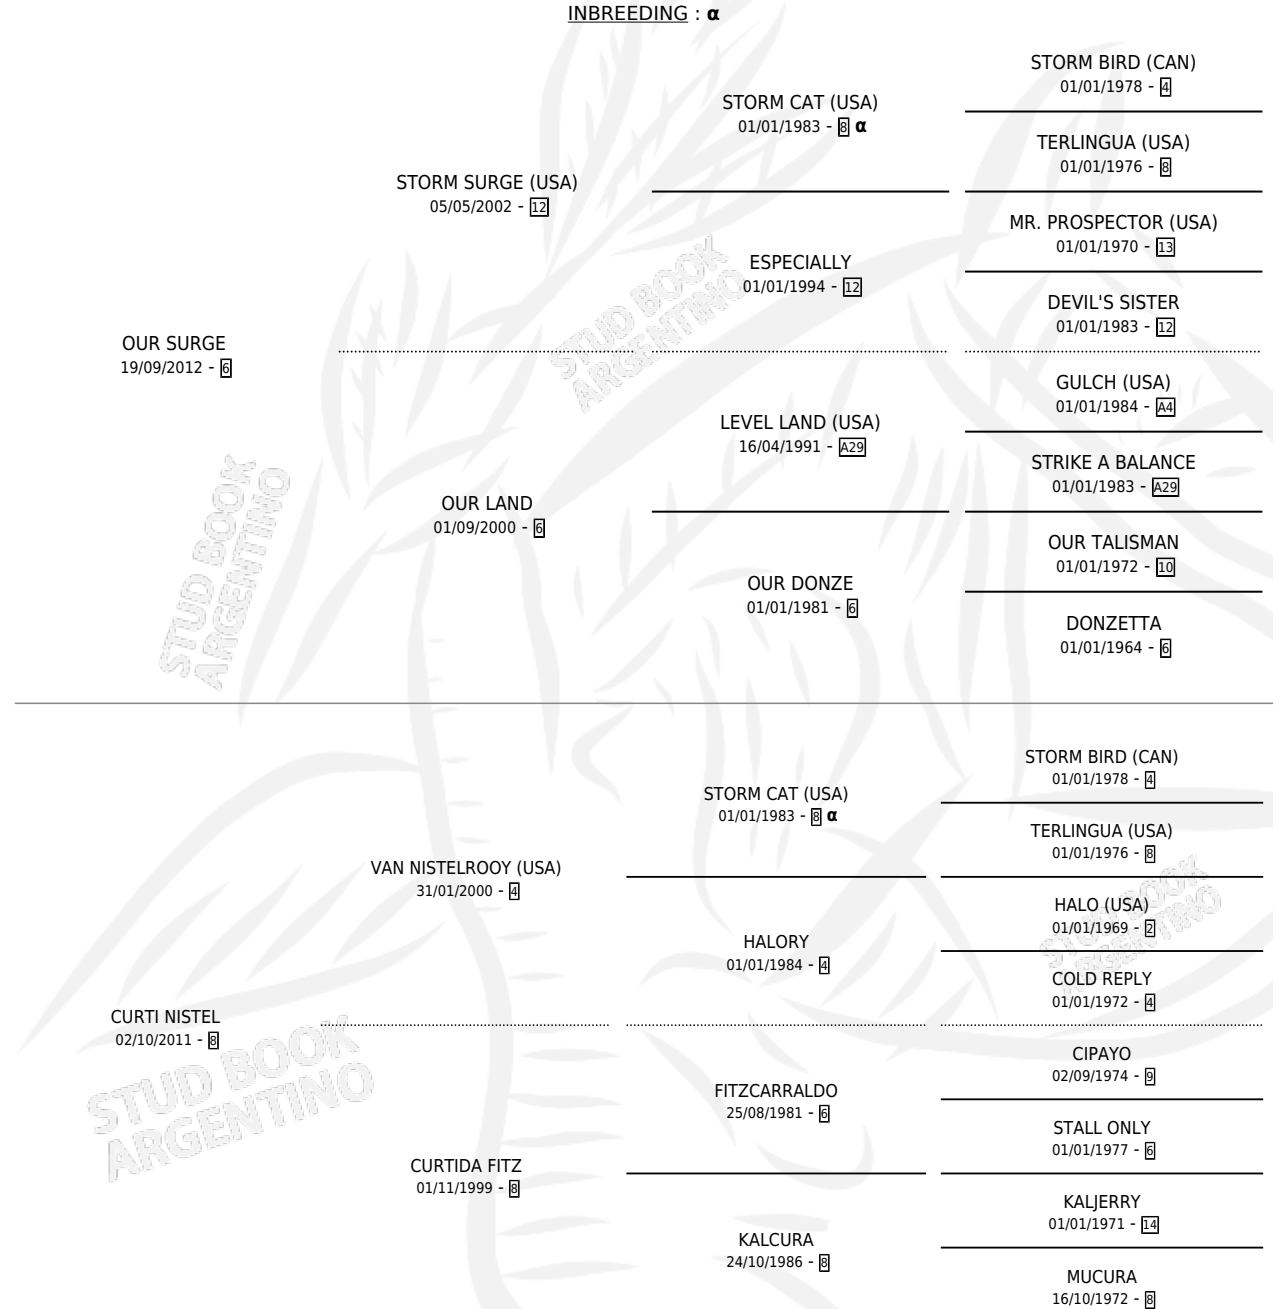 INBREEDING : α
STORM BIRD (CAN)
01/01/1978 - 4
STORM CAT (USA)
01/01/1983 - 8 α
TERLINGUA (USA)
01/01/1976 - 8
STORM SURGE (USA)
05/05/2002 - 12
MR. PROSPECTOR (USA)
01/01/1970 - 13
ESPECIALLY
01/01/1994 - 12
DEVIL'S SISTER
01/01/1983 - 12
OUR SURGE
19/09/2012 - 6
GULCH (USA)
01/01/1984 - A4
LEVEL LAND (USA)
16/04/1991 - A29
STRIKE A BALANCE
01/01/1983 - A29
OUR LAND
01/09/2000 - 6
OUR TALISMAN
01/01/1972 - 10
OUR DONZE
01/01/1981 - 6
DONZETTA
01/01/1964 - 6
STORM BIRD (CAN)
01/01/1978 - 4
STORM CAT (USA)
01/01/1983 - 8 α
TERLINGUA (USA)
01/01/1976 - 8
VAN NISTELROOY (USA)
31/01/2000 - 4
HALO (USA)
01/01/1969 - 2
HALORY
01/01/1984 - 4
COLD REPLY
01/01/1972 - 4
CURTI NISTEL
02/10/2011 - 8
CIPAYO
02/09/1974 - 9
FITZCARRALDO
25/08/1981 - 6
STALL ONLY
01/01/1977 - 6
CURTIDA FITZ
01/11/1999 - 8
KALJERRY
01/01/1971 - 14
KALCURA
24/10/1986 - 8
MUCURA
16/10/1972 - 8
STUD BOOK
ARGENTINO
STUD BOOK
ARGENTINO
STUD BOOK
ARGENTINO
STUD BOOK
ARGENTINO